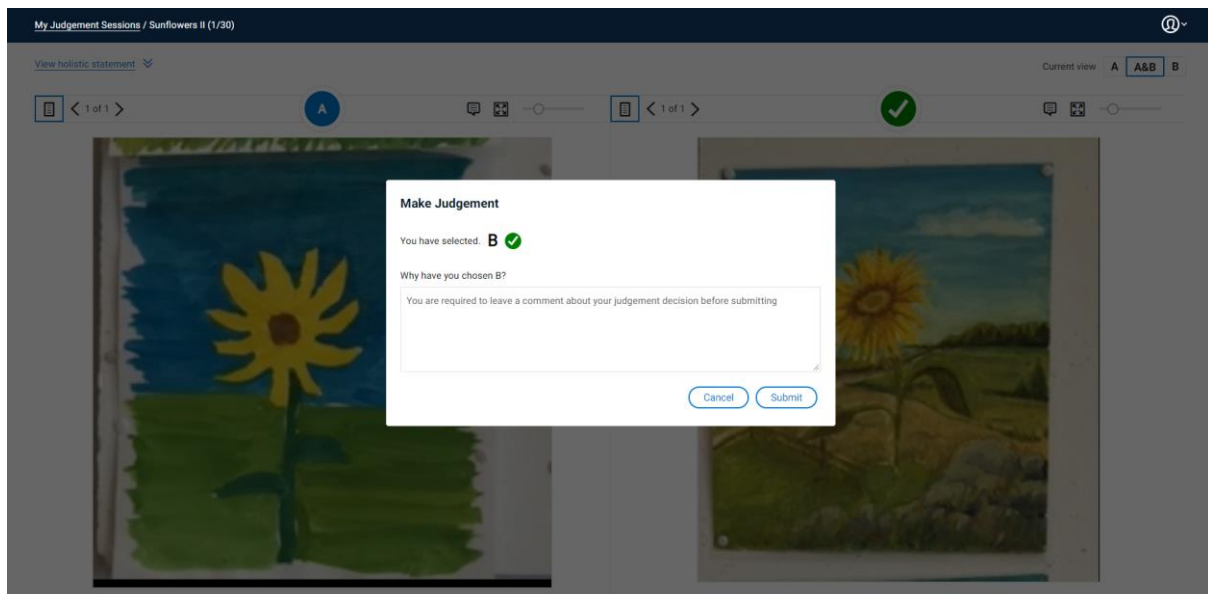 My Judgement Sessions / Sunflowers II (1/30)
View holistic statement
Current view A A&B B
1 of 1
A
1 of 1
Make Judgement
You have selected. B
Why have you chosen B?
You are required to leave a comment about your judgement decision before submitting
Cancel Submit